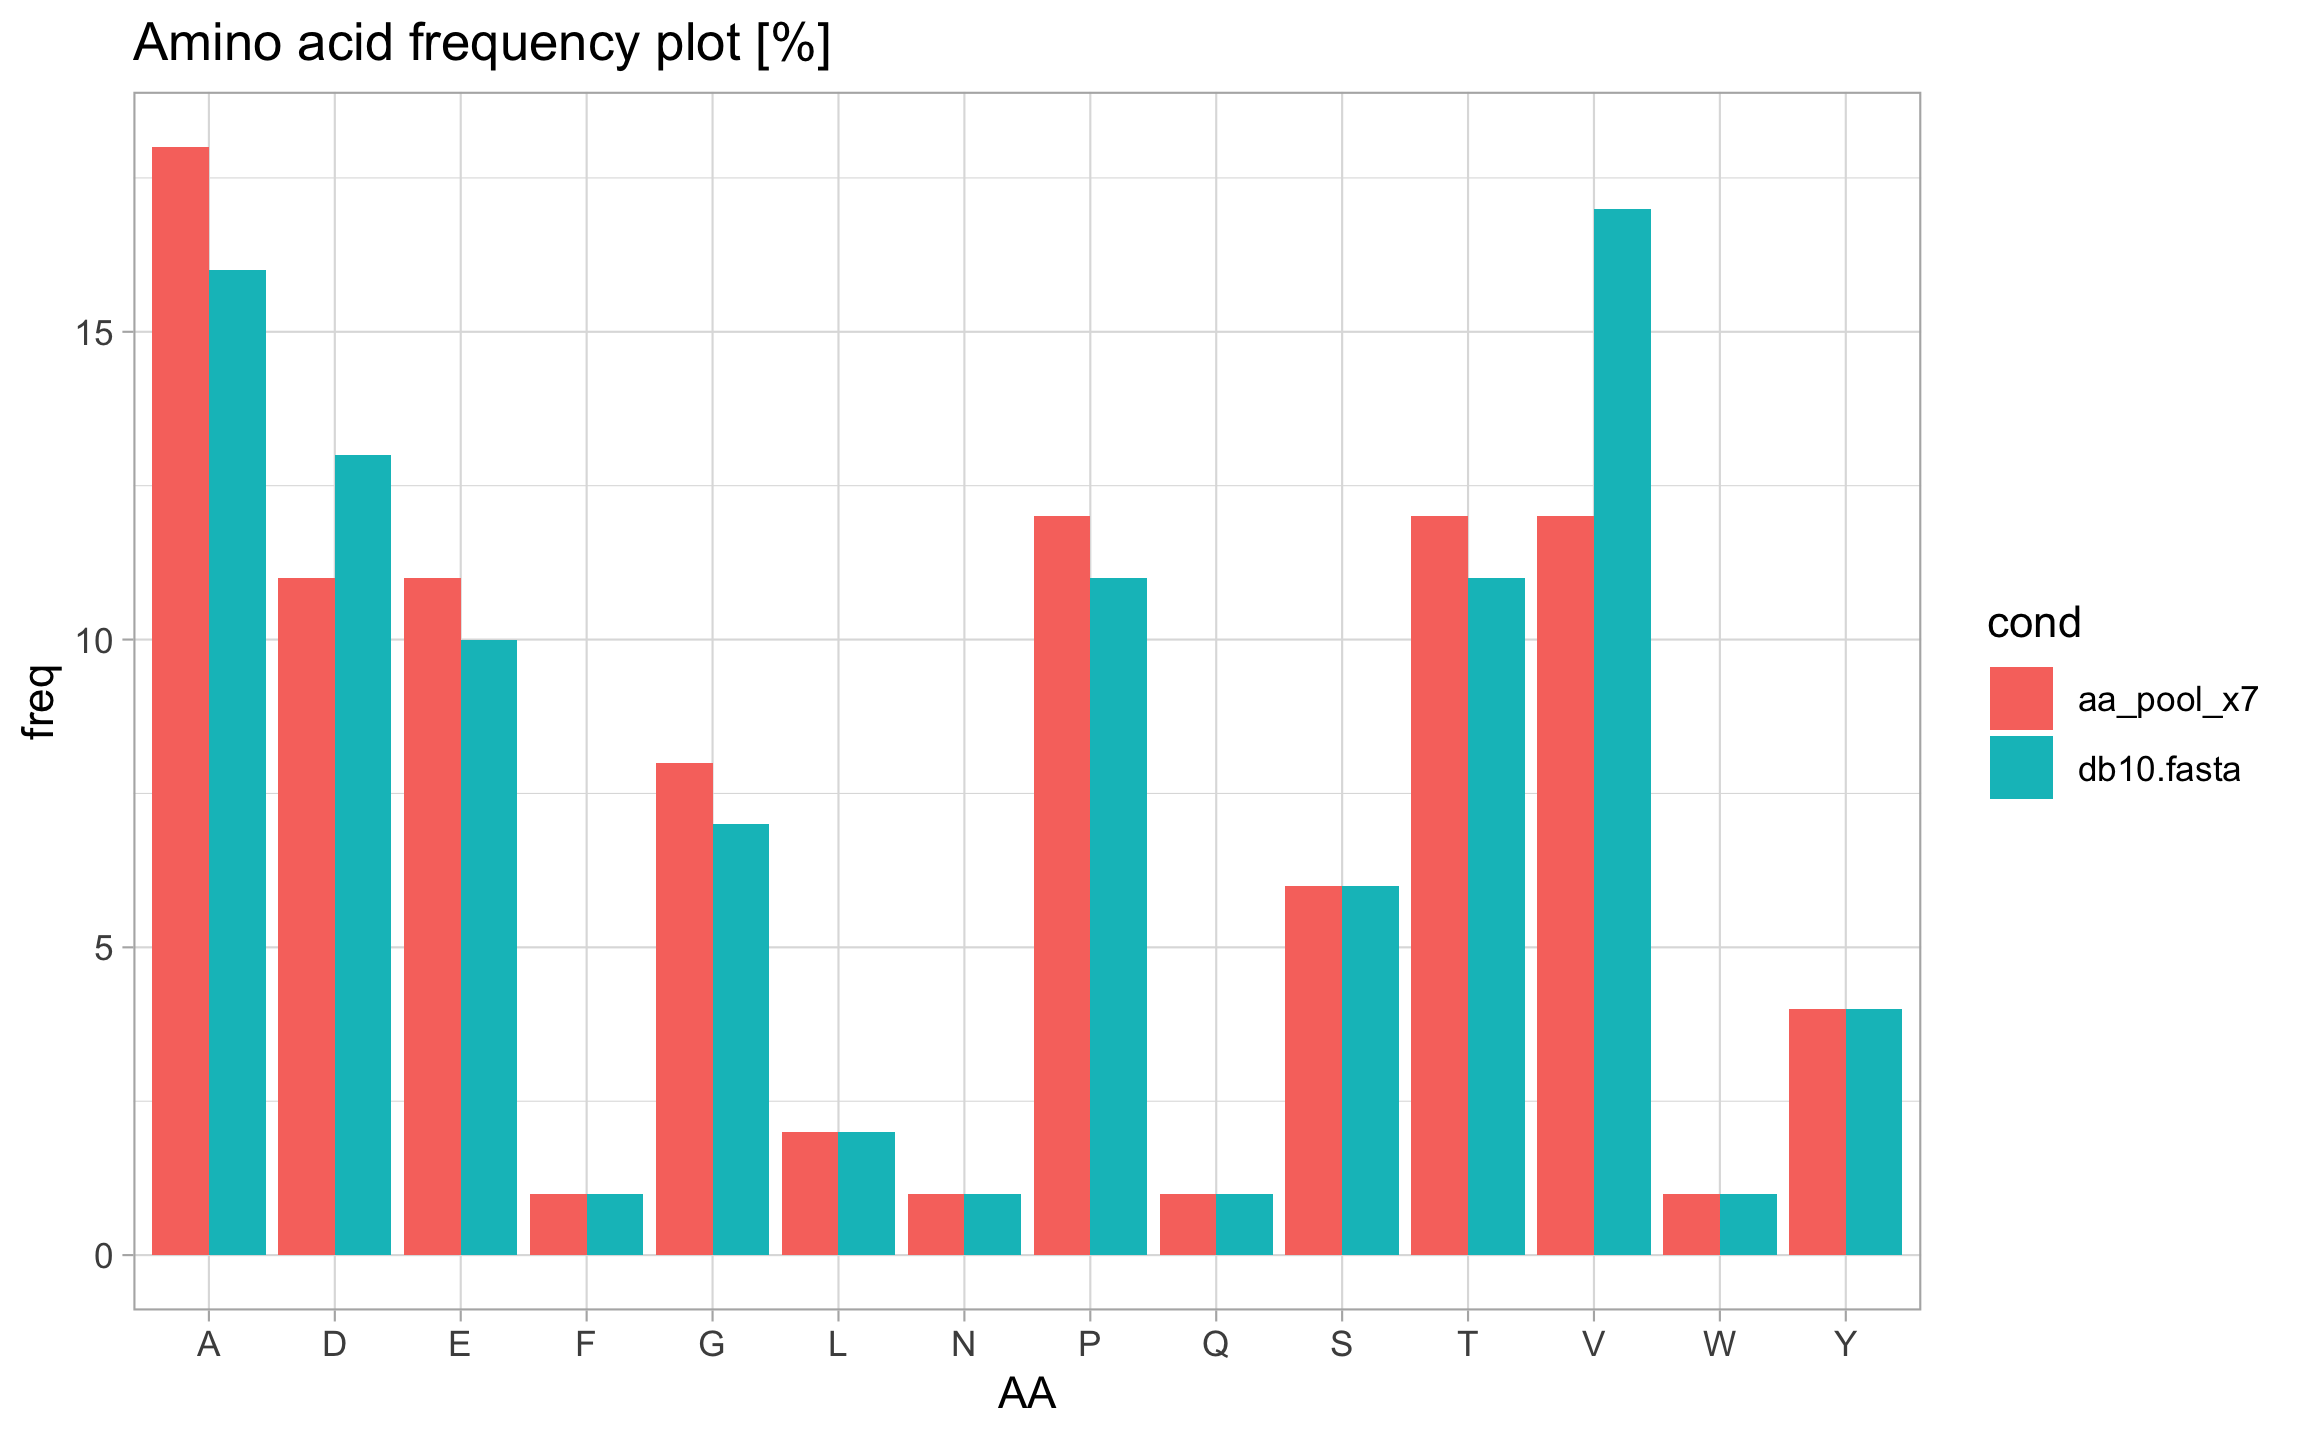 Amino acid frequency plot [%]
15
10
5
0
freq
A D E F G L N P Q S T V W Y
AA
cond
aa_pool_x7
db10.fasta